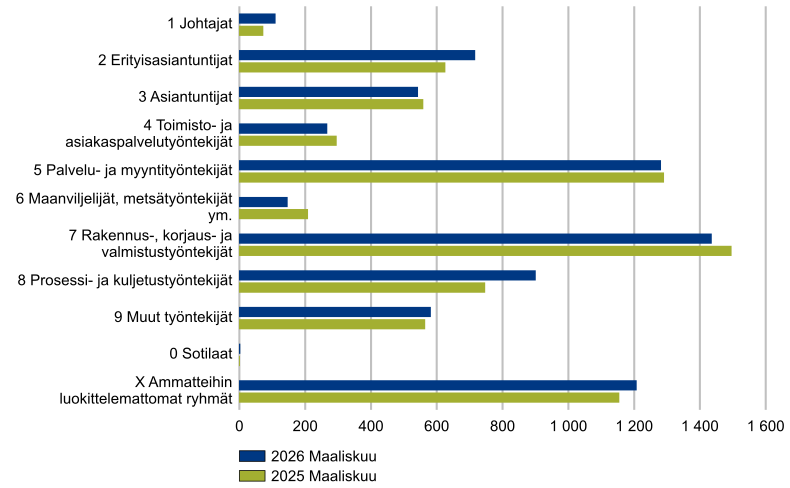 1 Johtajat
2 Erityisasiantuntijat
3 Asiantuntijat
4 Toimisto- ja
asiakaspalvelutyöntekijät
5 Palvelu- ja myyntityöntekijät
6 Maanviljelijät, metsätyöntekijät
ym.
7 Rakennus-, korjaus- ja
valmistustyöntekijät
8 Prosessi- ja kuljetustyöntekijät
9 Muut työntekijät
0 Sotilaat
X Ammatteihin
luokittelemattomat ryhmät
0 200 400 600 800 1 000 1 200 1 400 1 600
2026 Maaliskuu
2025 Maaliskuu